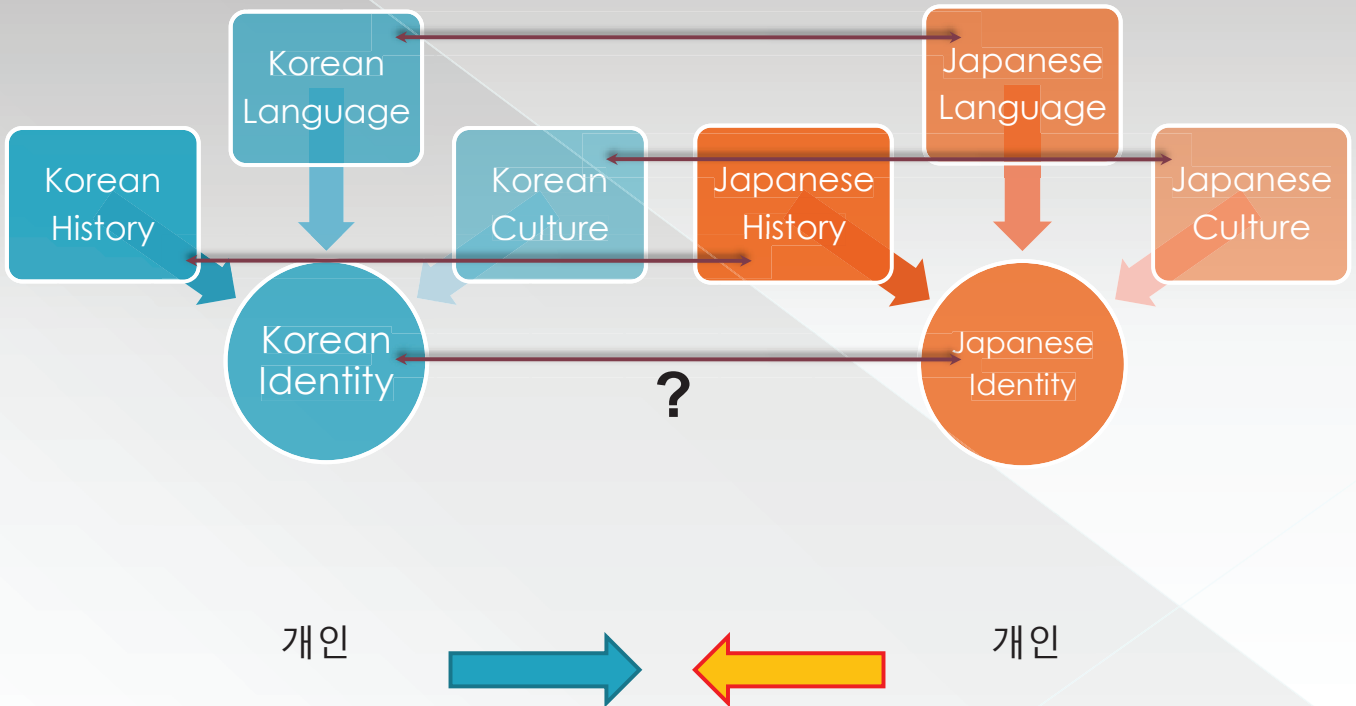 Korean
Language
Japanese
Language
Korean
History
Korean
Culture
Japanese
History
Japanese
Culture
Korean
Identity
?
Japanese
Identity
개인
개인